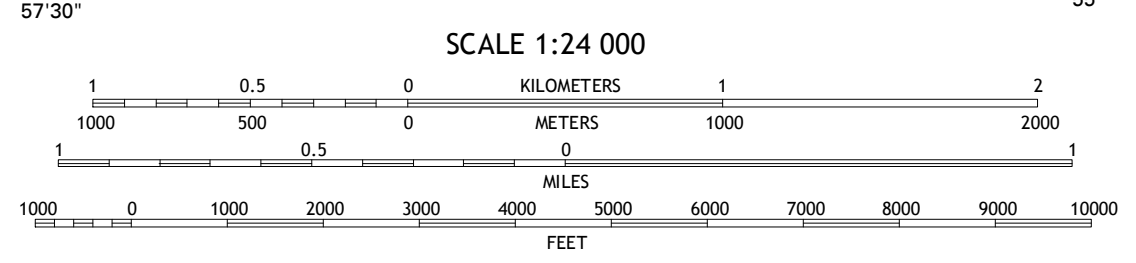 57'30"
SCALE 1:24 000
1 0.5 0 KILOMETERS 1 2
1000 500 0 METERS 1000 2000
1 0.5 0 1
MILES
1000 0 1000 2000 3000 4000 5000 6000 7000 8000 9000 10000
FEET